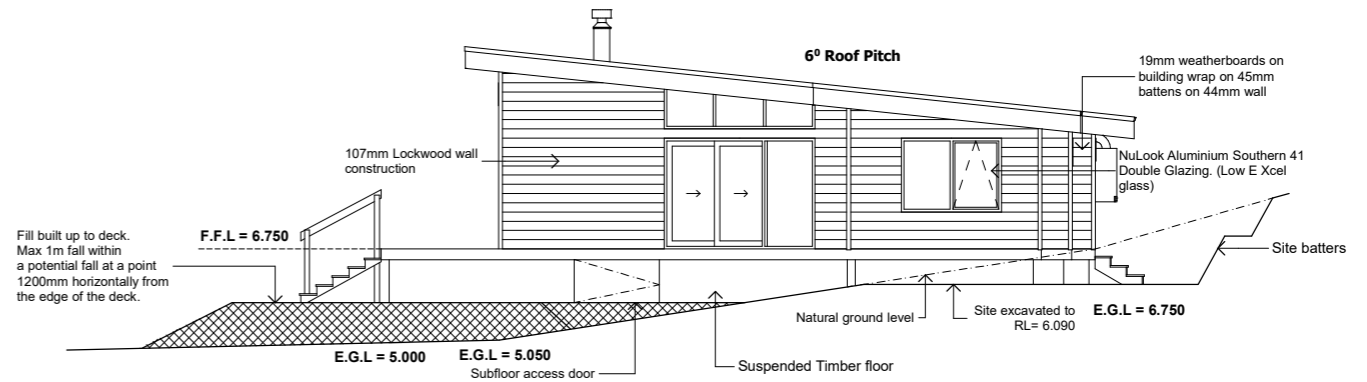 6⁰ Roof Pitch
19mm weatherboards on
building wrap on 45mm
battens on 44mm wall
107mm Lockwood wall
construction
NuLook Aluminium Southern 41
Double Glazing. (Low E Xcel
glass)
Fill built up to deck.
Max 1m fall within
a potential fall at a point
1200mm horizontally from
the edge of the deck.
F.F.L = 6.750
Site batters
Natural ground level
Site excavated to
RL= 6.090
E.G.L = 6.750
E.G.L = 5.000
E.G.L = 5.050
Subfloor access door
Suspended Timber floor